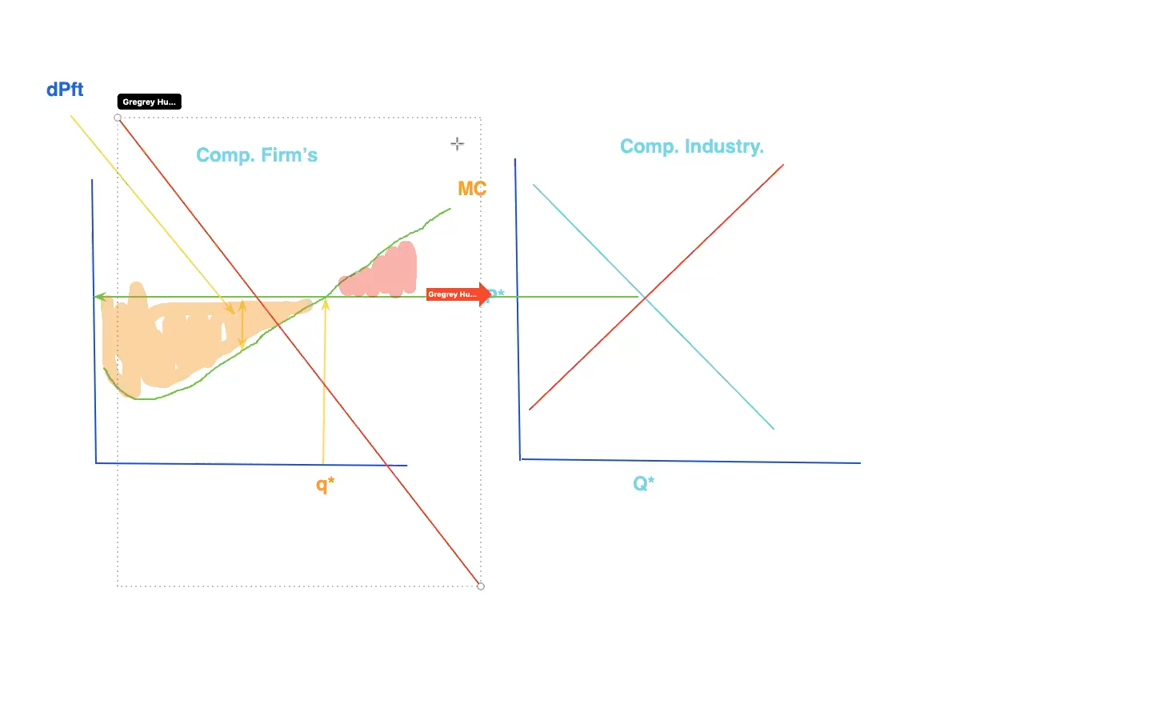 dPft
Gregrey Hu...
Comp. Firm's
Comp. Industry.
MC
Gregrey Hu...
P*
q*
Q*